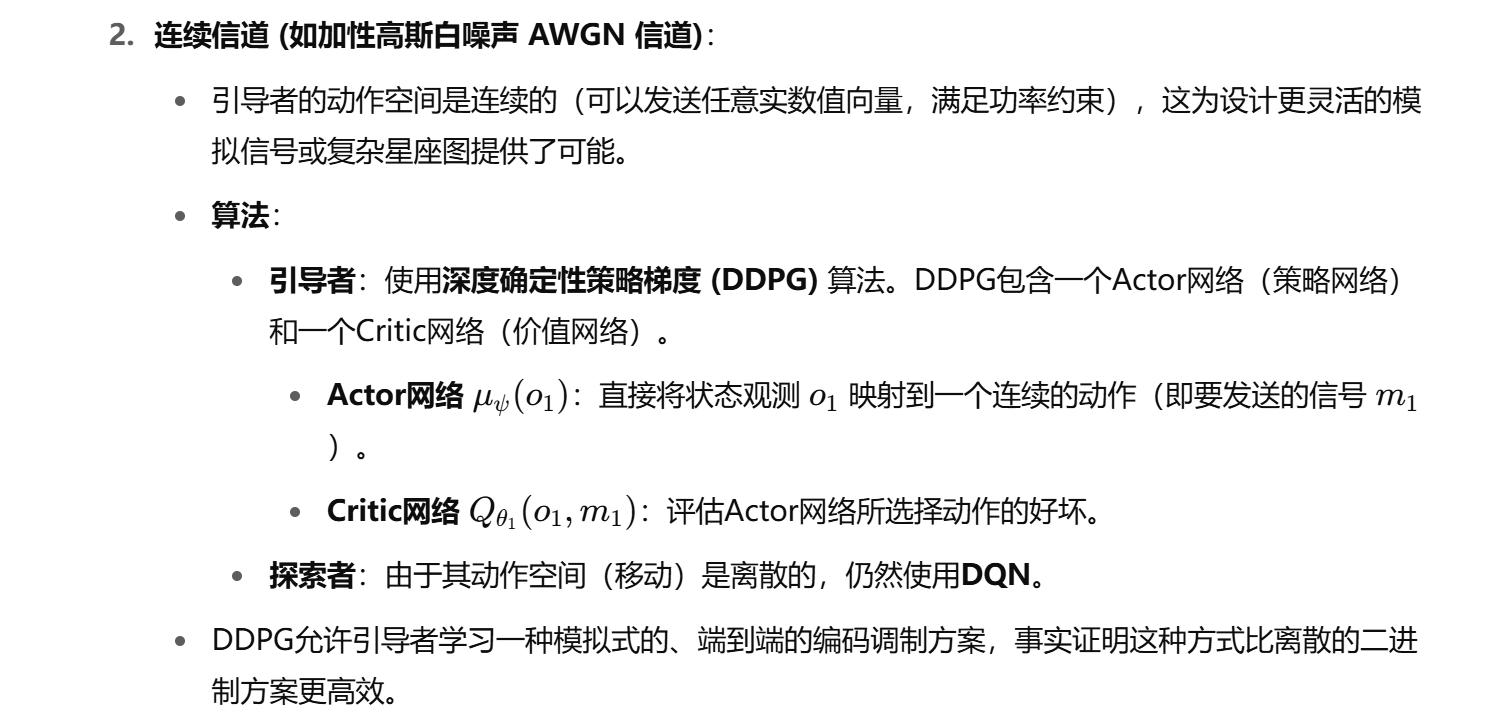 2. 连续信道 (如加性高斯白噪声 AWGN 信道)：
• 引导者的动作空间是连续的（可以发送任意实数值向量，满足功率约束），这为设计更灵活的模
拟信号或复杂星座图提供了可能。
• 算法：
• 引导者：使用深度确定性策略梯度 (DDPG) 算法。DDPG包含一个Actor网络（策略网络）
和一个Critic网络（价值网络）。
• Actor网络 μψ(o1)：直接将状态观测 o1 映射到一个连续的动作（即要发送的信号 m1
）。
• Critic网络 Qθ1(o1, m1)：评估Actor网络所选择动作的好坏。
• 探索者：由于其动作空间（移动）是离散的，仍然使用DQN。
• DDPG允许引导者学习一种模拟式的、端到端的编码调制方案，事实证明这种方式比离散的二进
制方案更高效。